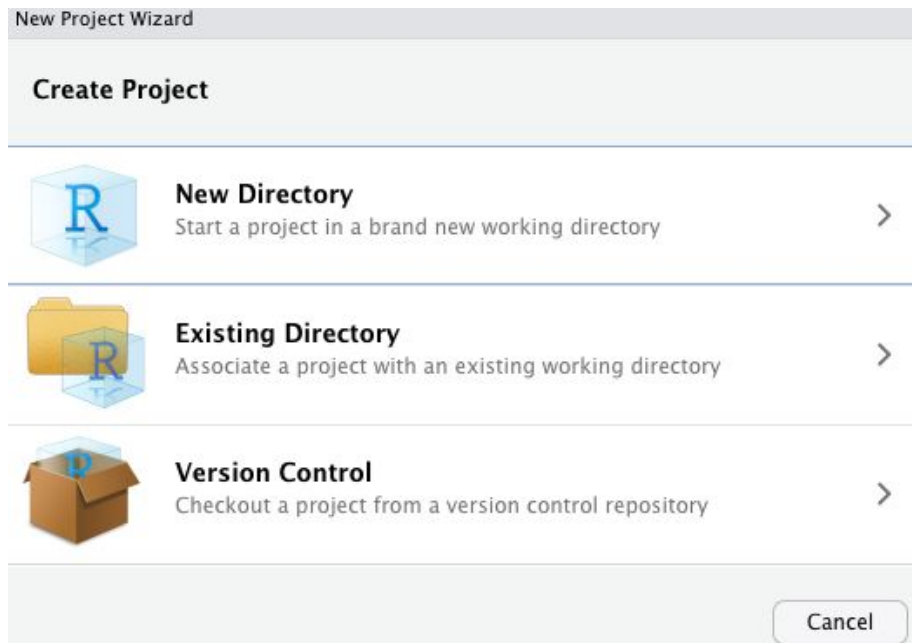 New Project Wizard
Create Project
R
New Directory
Start a project in a brand new working directory
R
Existing Directory
Associate a project with an existing working directory
R
Version Control
Checkout a project from a version control repository
Cancel